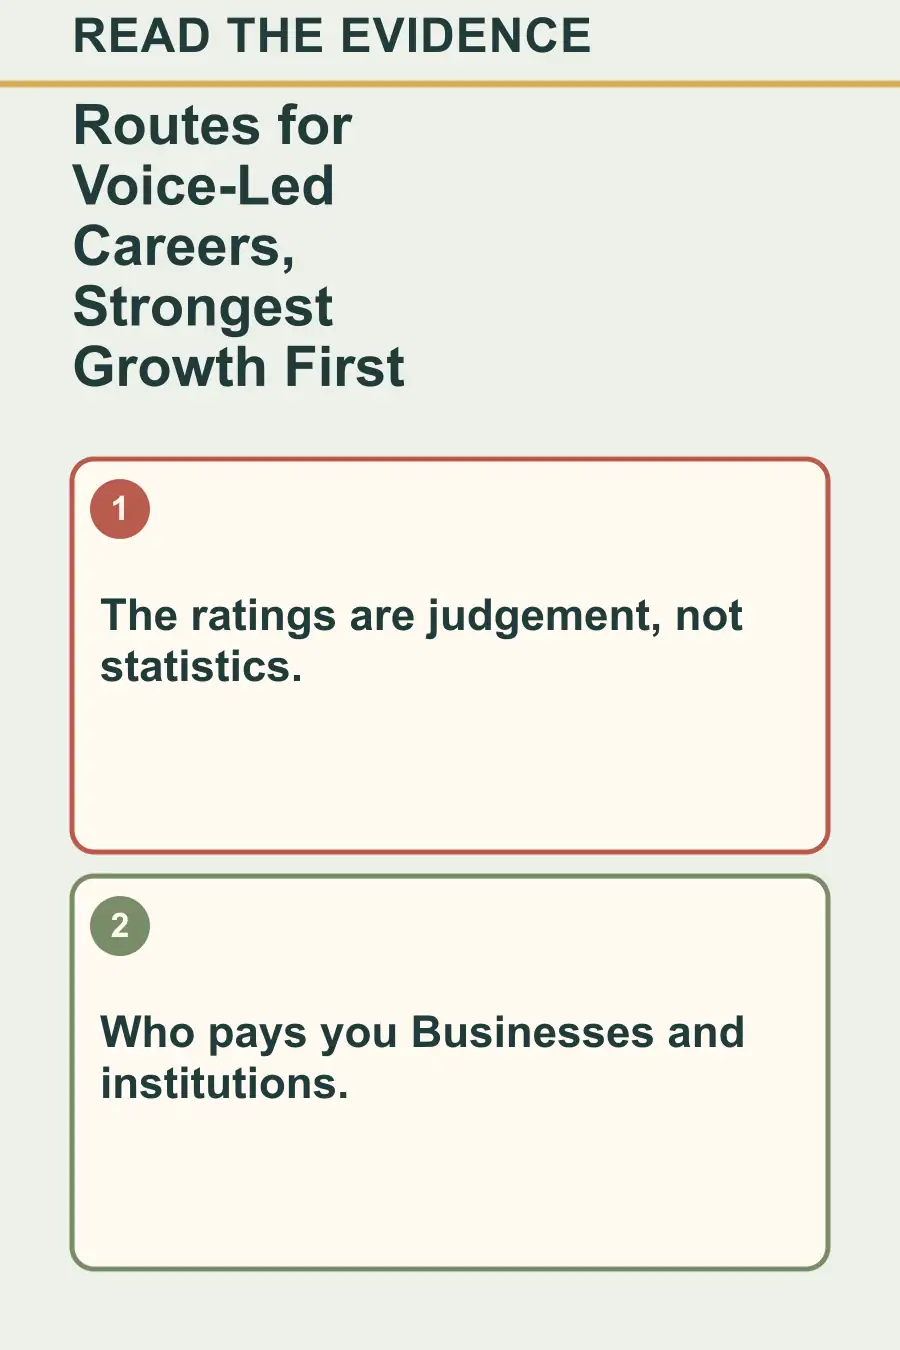 READ THE EVIDENCE
Routes for
Voice-Led
Careers,
Strongest
Growth First
1
The ratings are judgement, not
statistics.
2
Who pays you Businesses and
institutions.